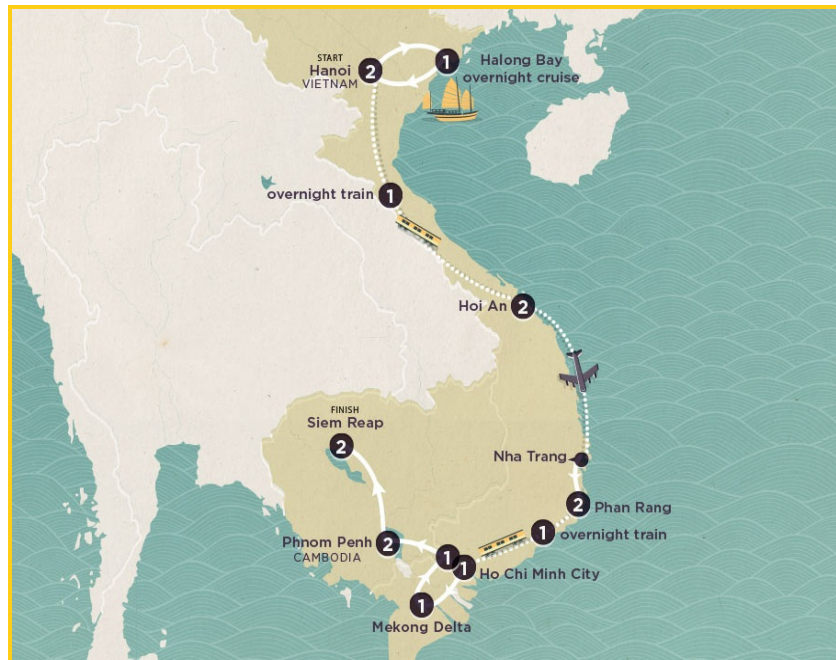 START
Hanoi
VIETNAM
2
1
Halong Bay
overnight cruise
overnight train
1
Hoi An
2
FINISH
Siem Reap
2
Nha Trang
2
Phan Rang
1
overnight train
Phnom Penh
CAMBODIA
2
1
1
Ho Chi Minh City
1
Mekong Delta